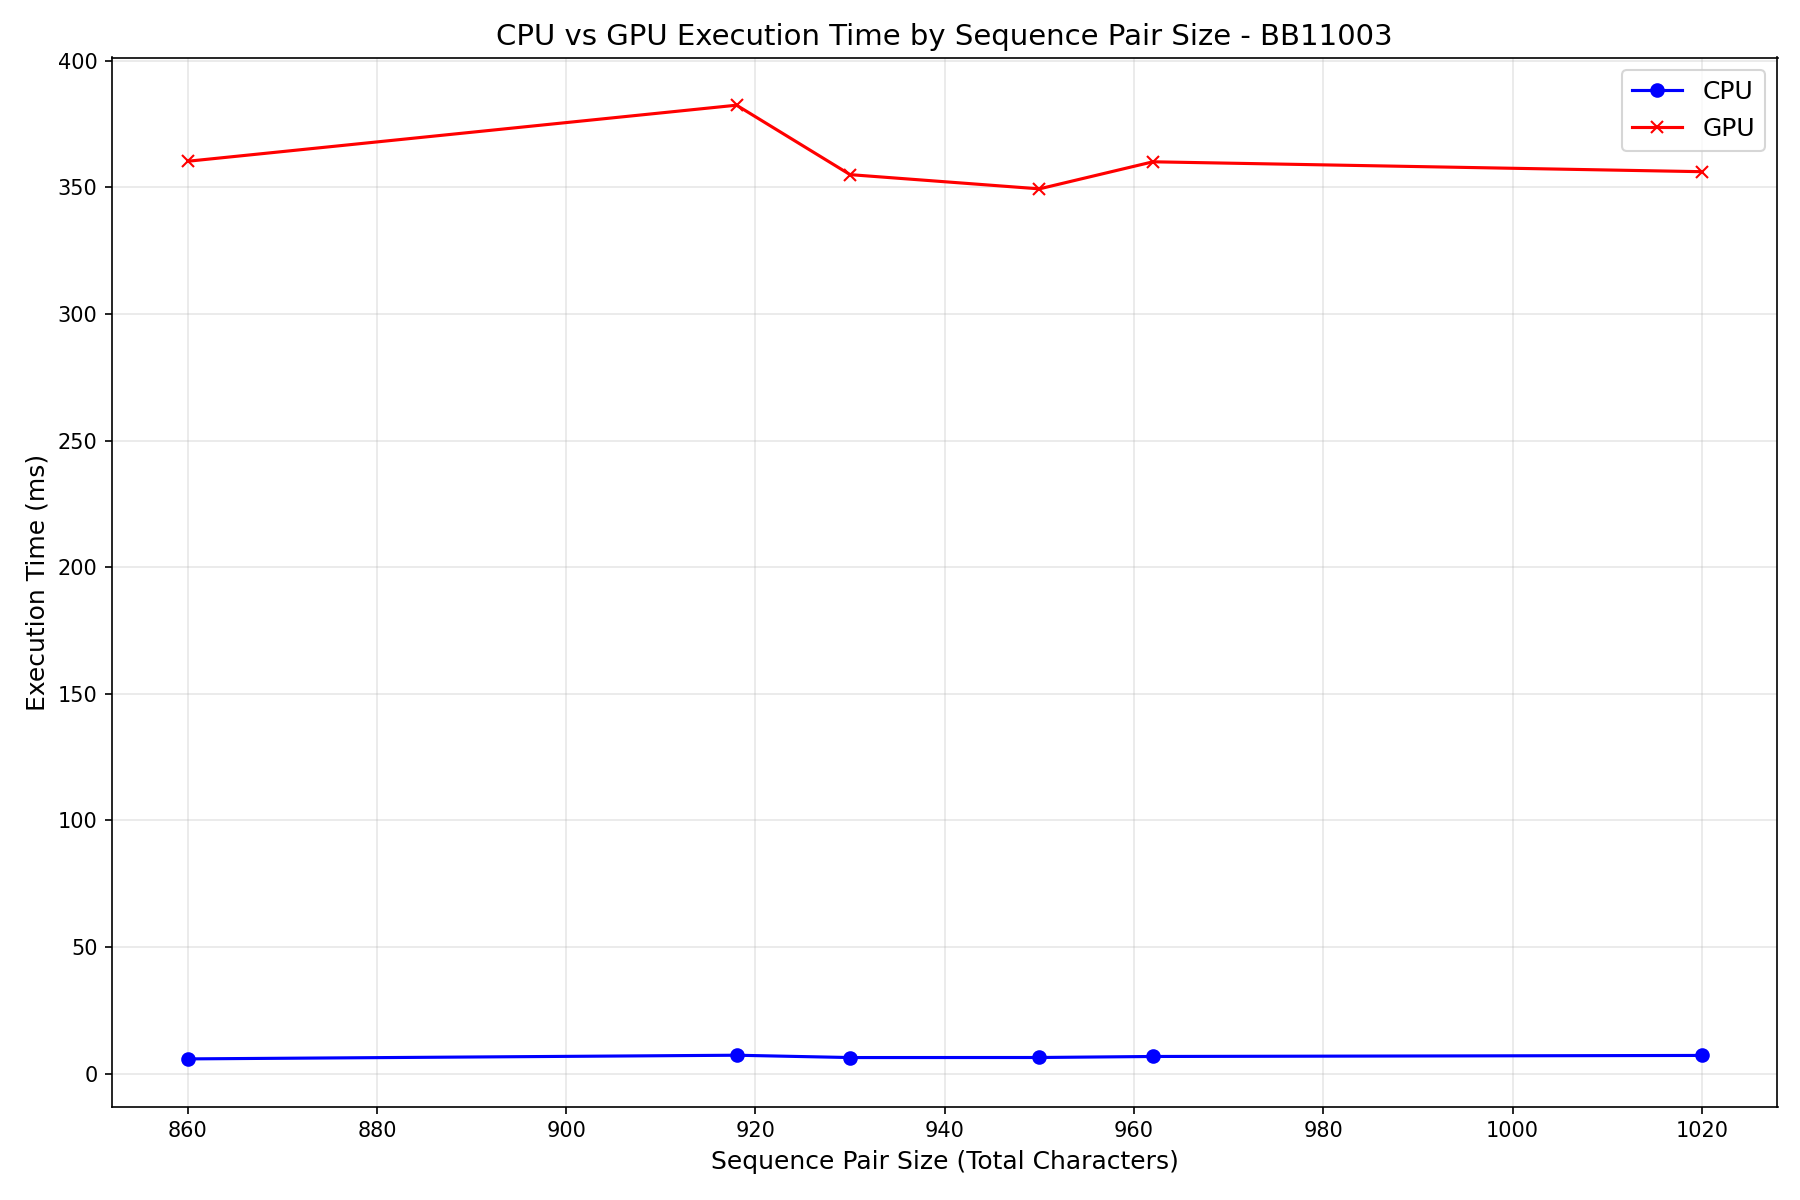 CPU vs GPU Execution Time by Sequence Pair Size - BB11003
CPU
GPU
Execution Time (ms)
400
350
300
250
200
150
100
50
0
860 880 900 920 940 960 980 1000 1020
Sequence Pair Size (Total Characters)